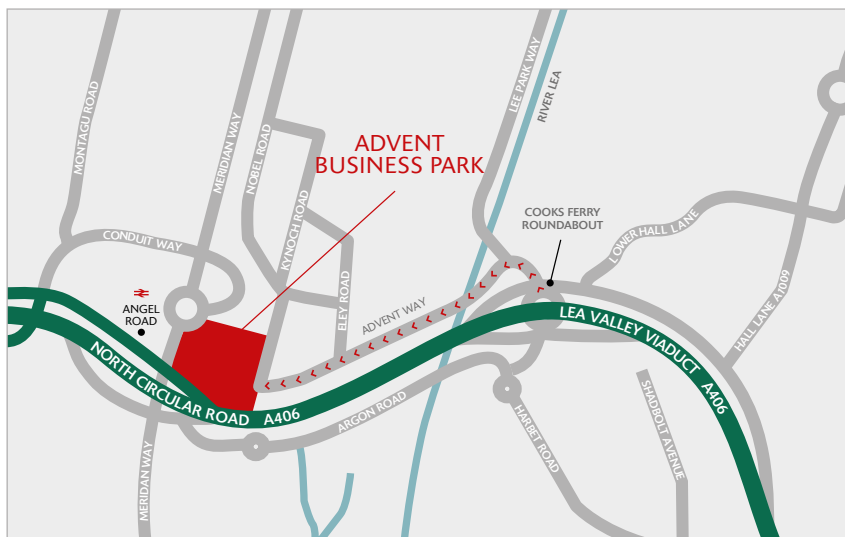 MONTAGU ROAD
MERIDIAN WAY
NOBEL ROAD
KYNOCH ROAD
LEE PARK WAY
RIVER LEA
ADVENT
BUSINESS PARK
CONDUIT WAY
COOKS FERRY
ROUNDABOUT
LOWER HALL LANE
HALL LANE A1009
ANGEL
ROAD
ELEY ROAD
ADVENT WAY
LEA VALLEY VIADUCT A406
NORTH CIRCULAR ROAD A406
ARGON ROAD
HARBET ROAD
SHADBOLT AVENUE
MERIDAN WAY